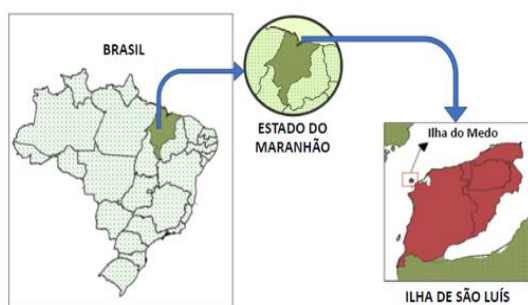 BRASIL
ESTADO DO
MARANHÃO
Ilha do Medo
ILHA DE SÃO LUÍS